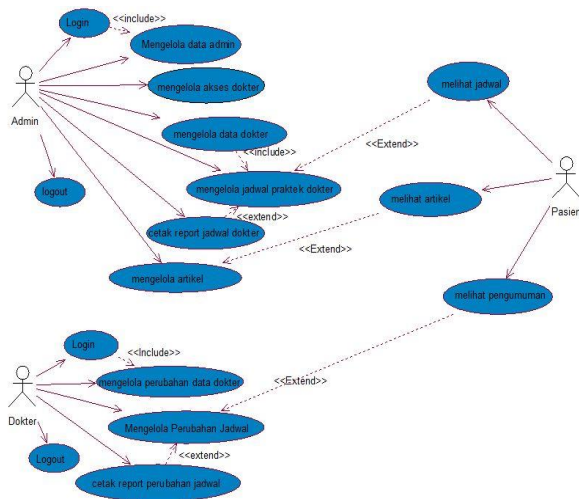 Login
<<include>>
Mengelola data admin
mengelola akses dokter
melihat jadwal
Admin
mengelola data dokter
<<Extend>>
<<include>>
logout
mengelola jadwal praktek dokter
melihat artikel
Pasien
<<extend>>
cetak report jadwal dokter
<<Extend>>
mengelola artikel
melihat pengumuman
Login
<<Include>>
mengelola perubahan data dokter
<<Extend>>
Dokter
Mengelola Perubahan Jadwal
Logout
<<extend>>
cetak report perubahan jadwal